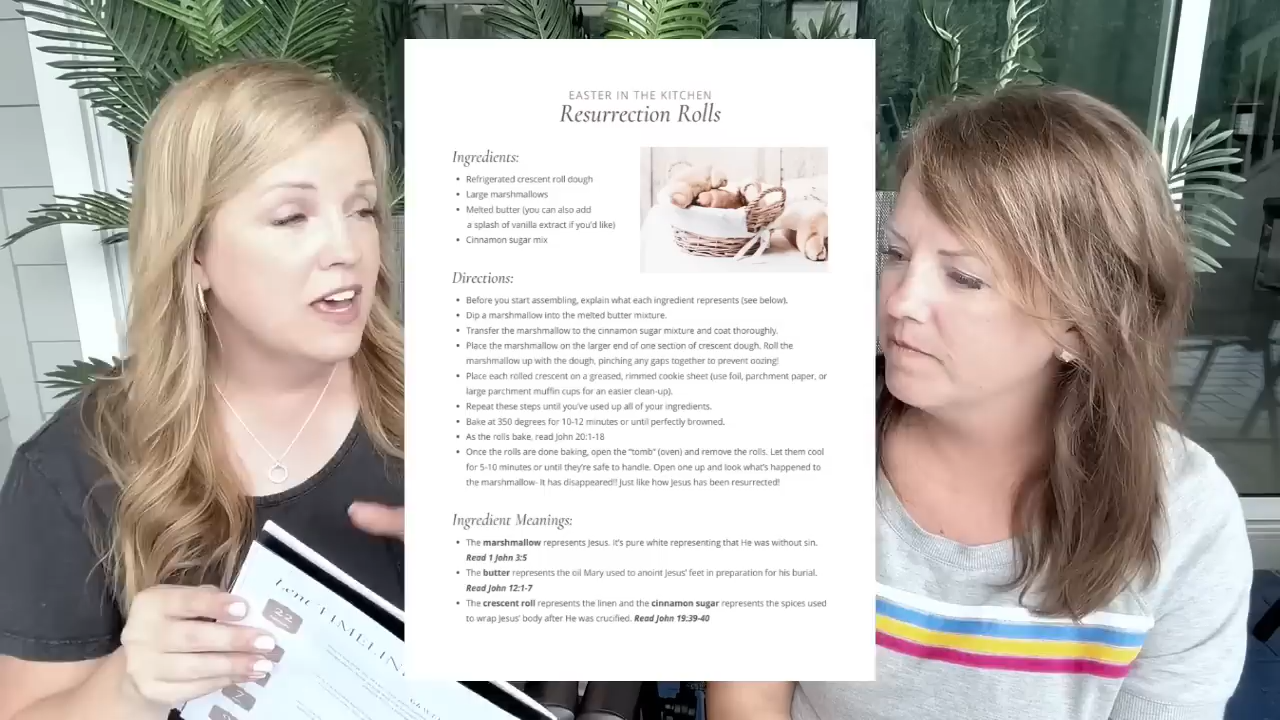 EASTER IN THE KITCHEN
Resurrection Rolls
Ingredients:
• Refrigerated crescent roll dough
• Large marshmallows
• Melted butter (you can also add
a splash of vanilla extract if you'd like)
• Cinnamon sugar mix
Directions:
• Before you start assembling, explain what each ingredient represents (see below).
• Dip a marshmallow into the melted butter mixture.
• Transfer the marshmallow to the cinnamon sugar mixture and coat thoroughly.
• Place the marshmallow on the larger end of one section of crescent dough. Roll the
marshmallow up with the dough, pinching any gaps together to prevent oozing!
• Place each rolled crescent on a greased, rimmed cookie sheet (use foil, parchment paper, or
large parchment muffin cups for an easier clean-up).
• Repeat these steps until you've used up all of your ingredients.
• Bake at 350 degrees for 10-12 minutes or until perfectly browned.
• As the rolls bake, read John 20:1-18
• Once the rolls are done baking, open the "tomb" (oven) and remove the rolls. Let them cool
for 5-10 minutes or until they're safe to handle. Open one up and look what's happened to
the marshmallow- it has disappeared!! Just like how Jesus has been resurrected!
Ingredient Meanings:
• The marshmallow represents Jesus. It's pure white representing that He was without sin.
Read 1 John 3:5
• The butter represents the oil Mary used to anoint Jesus' feet in preparation for his burial.
Read John 12:1-7
• The crescent roll represents the linen and the cinnamon sugar represents the spices used
to wrap Jesus' body after He was crucified. Read John 19:39-40
22